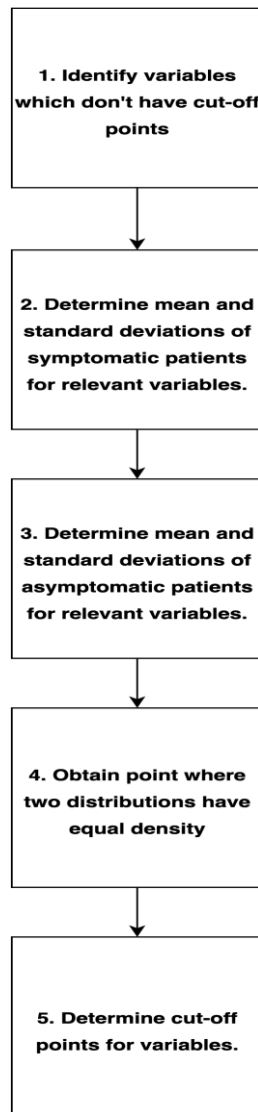 1. Identify variables
which don't have cut-off
points
2. Determine mean and
standard deviations of
symptomatic patients
for relevant variables.
3. Determine mean and
standard deviations of
asymptomatic patients
for relevant variables.
4. Obtain point where
two distributions have
equal density
5. Determine cut-off
points for variables.